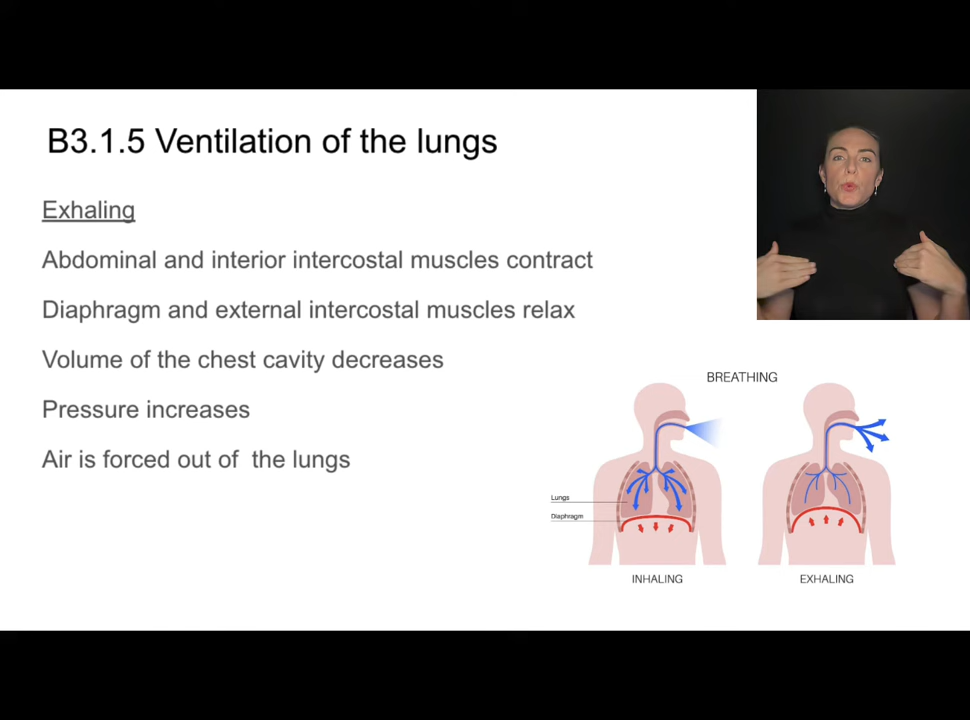 B3.1.5 Ventilation of the lungs
Exhaling
Abdominal and interior intercostal muscles contract
Diaphragm and external intercostal muscles relax
Volume of the chest cavity decreases
Pressure increases
Air is forced out of the lungs
BREATHING
Lungs
Diaphragm
INHALING
EXHALING